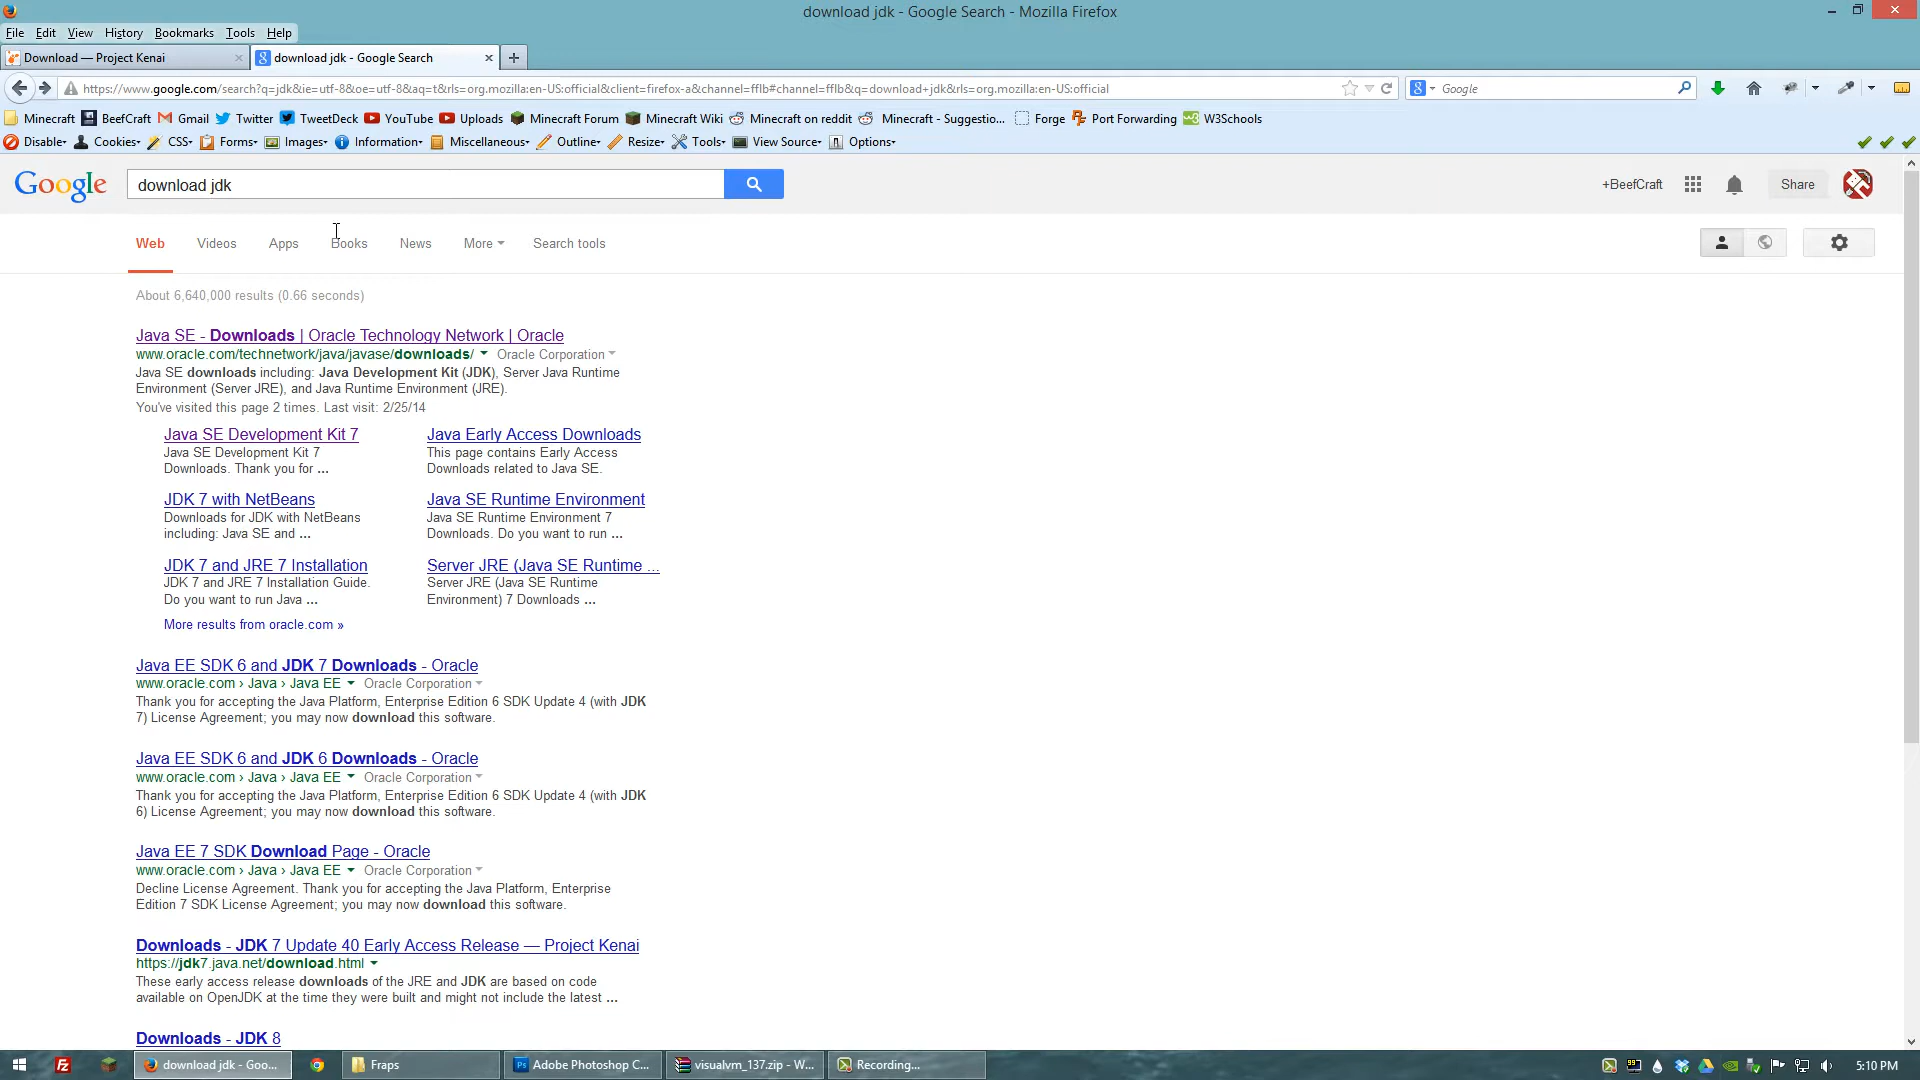 download jdk - Google Search - Mozilla Firefox
File Edit View History Bookmarks Tools Help
Download — Project Kenai
download jdk - Google Search
https://www.google.com/search?q=jdk&ie=utf-8&oe=utf-8&aq=t&rls=org.mozilla:en-US:official&client=firefox-a&channel=fflb#channel=fflb&q=download+jdk&rls=org.mozilla:en-US:official
Google
Minecraft BeefCraft Gmail Twitter TweetDeck YouTube Uploads Minecraft Forum Minecraft Wiki Minecraft on reddit Minecraft - Suggestio... Forge Port Forwarding W3Schools
Disable Cookies CSS Forms Images Information Miscellaneous Outline Resize Tools View Source Options
Google
download jdk
+BeefCraft
Share
Web Videos Apps Books News More Search tools
About 6,640,000 results (0.66 seconds)
Java SE - Downloads | Oracle Technology Network | Oracle
www.oracle.com/technetwork/java/javase/downloads/ Oracle Corporation
Java SE downloads including: Java Development Kit (JDK), Server Java Runtime
Environment (Server JRE), and Java Runtime Environment (JRE).
You've visited this page 2 times. Last visit: 2/25/14
Java SE Development Kit 7
Java SE Development Kit 7
Downloads. Thank you for ...
Java Early Access Downloads
This page contains Early Access
Downloads related to Java SE.
JDK 7 with NetBeans
Downloads for JDK with NetBeans
including: Java SE and ...
Java SE Runtime Environment
Java SE Runtime Environment 7
Downloads. Do you want to run ...
JDK 7 and JRE 7 Installation
JDK 7 and JRE 7 Installation Guide.
Do you want to run Java ...
Server JRE (Java SE Runtime ...
Server JRE (Java SE Runtime
Environment) 7 Downloads ...
More results from oracle.com »
Java EE SDK 6 and JDK 7 Downloads - Oracle
www.oracle.com › Java › Java EE Oracle Corporation
Thank you for accepting the Java Platform, Enterprise Edition 6 SDK Update 4 (with JDK
7) License Agreement; you may now download this software.
Java EE SDK 6 and JDK 6 Downloads - Oracle
www.oracle.com › Java › Java EE Oracle Corporation
Thank you for accepting the Java Platform, Enterprise Edition 6 SDK Update 4 (with JDK
6) License Agreement; you may now download this software.
Java EE 7 SDK Download Page - Oracle
www.oracle.com › Java › Java EE Oracle Corporation
Decline License Agreement. Thank you for accepting the Java Platform, Enterprise
Edition 7 SDK License Agreement; you may now download this software.
Downloads - JDK 7 Update 40 Early Access Release — Project Kenai
https://jdk7.java.net/download.html
These early access release downloads of the JRE and JDK are based on code
available on OpenJDK at the time they were built and might not include the latest ...
Downloads - JDK 8
download jdk - Goo...
Fraps
Adobe Photoshop C...
visualvm_137.zip - W...
Recording...
5:10 PM